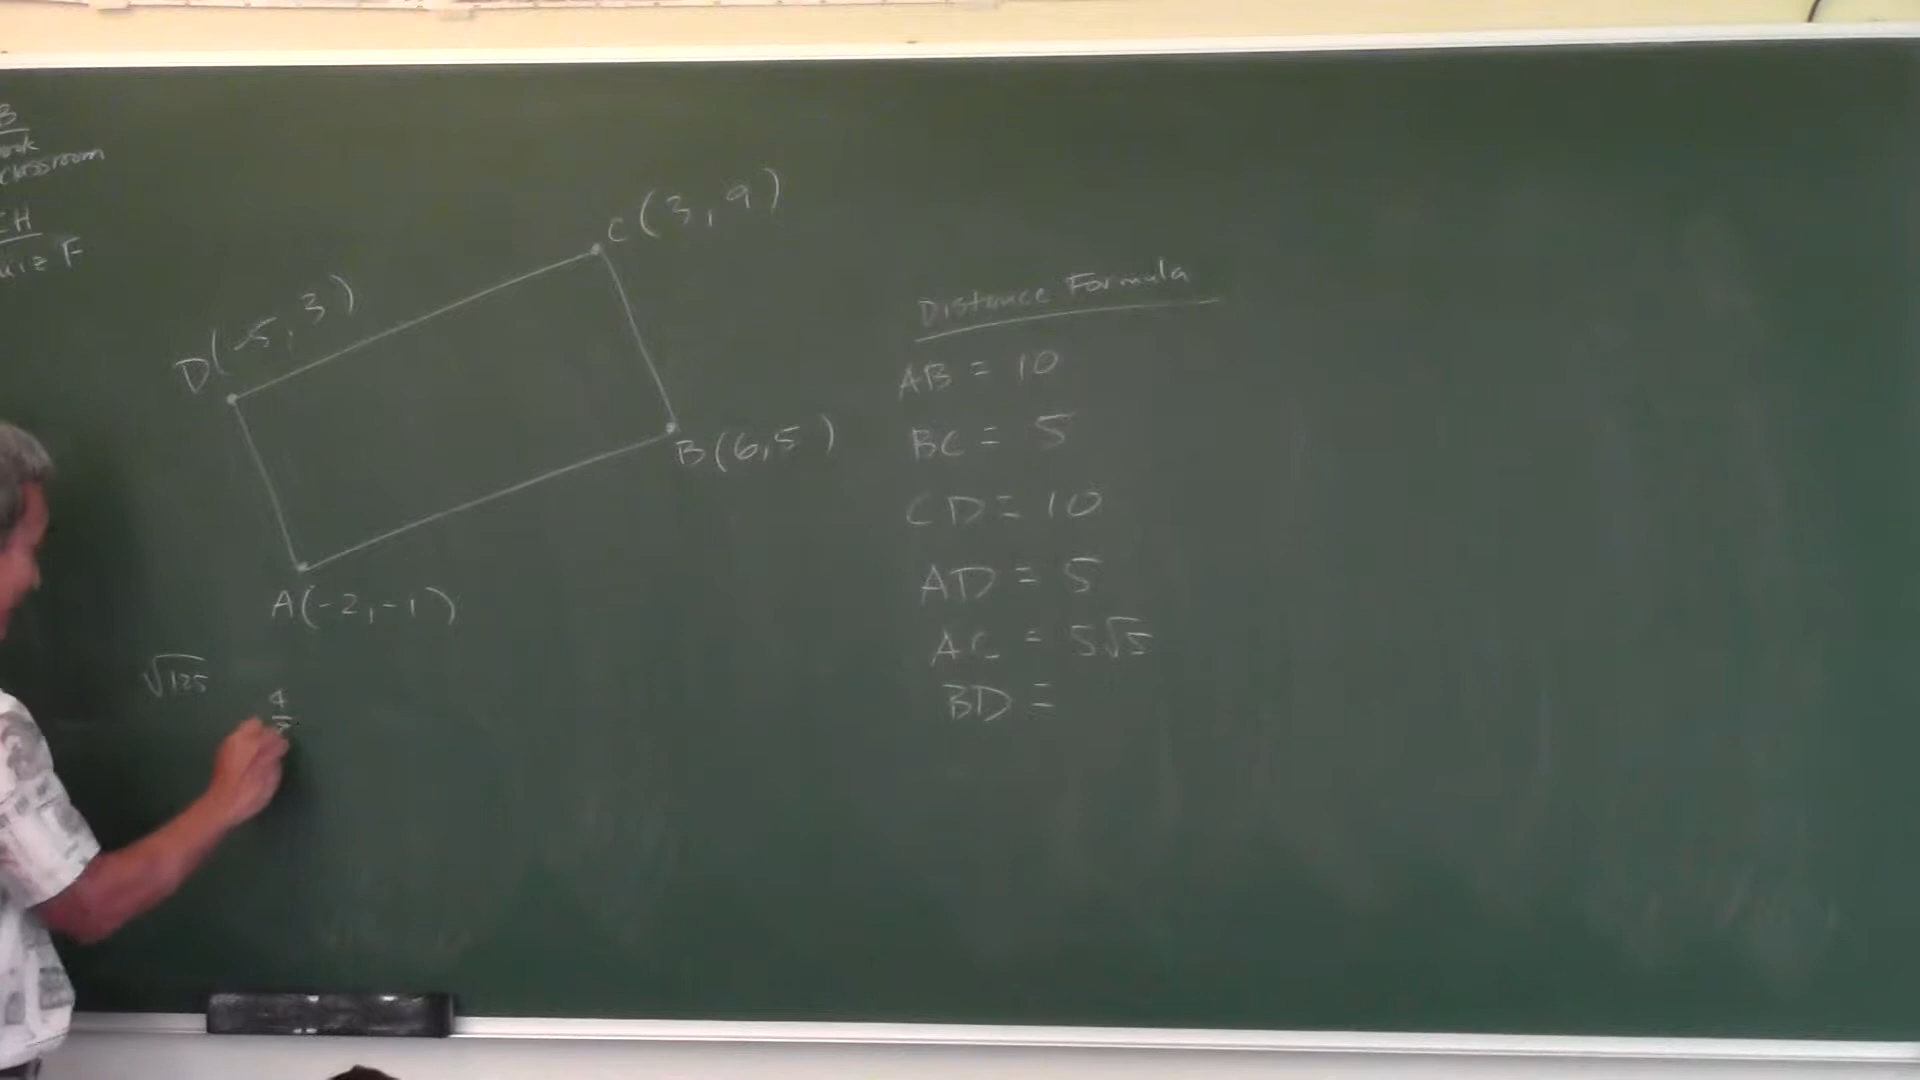 B
classroom
F
C(3,9)
D(-5,3)
B(6,5)
A(-2,-1)
√125
4
Distance Formula
AB = 10
BC = 5
CD = 10
AD = 5
AC = 5√5
BD =